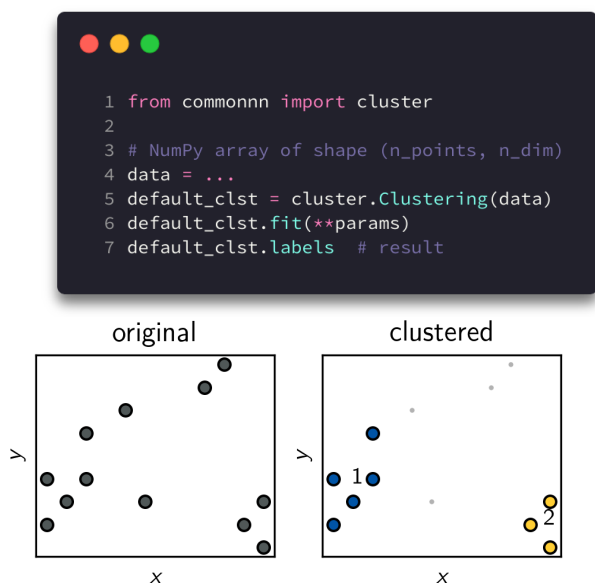 1 from commonnn import cluster
2
3 # NumPy array of shape (n_points, n_dim)
4 data = ...
5 default_clst = cluster.Clustering(data)
6 default_clst.fit(**params)
7 default_clst.labels  # result
original
clustered
y
x
y
1
2
x